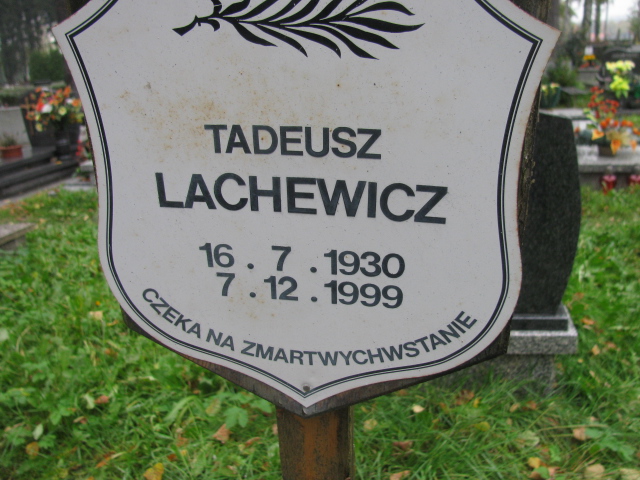 TADEUSZ
LACHEWICZ
16 . 7 . 1930
7 . 12 . 1999
CZEKA NA ZMARTWYCHWSTANIE